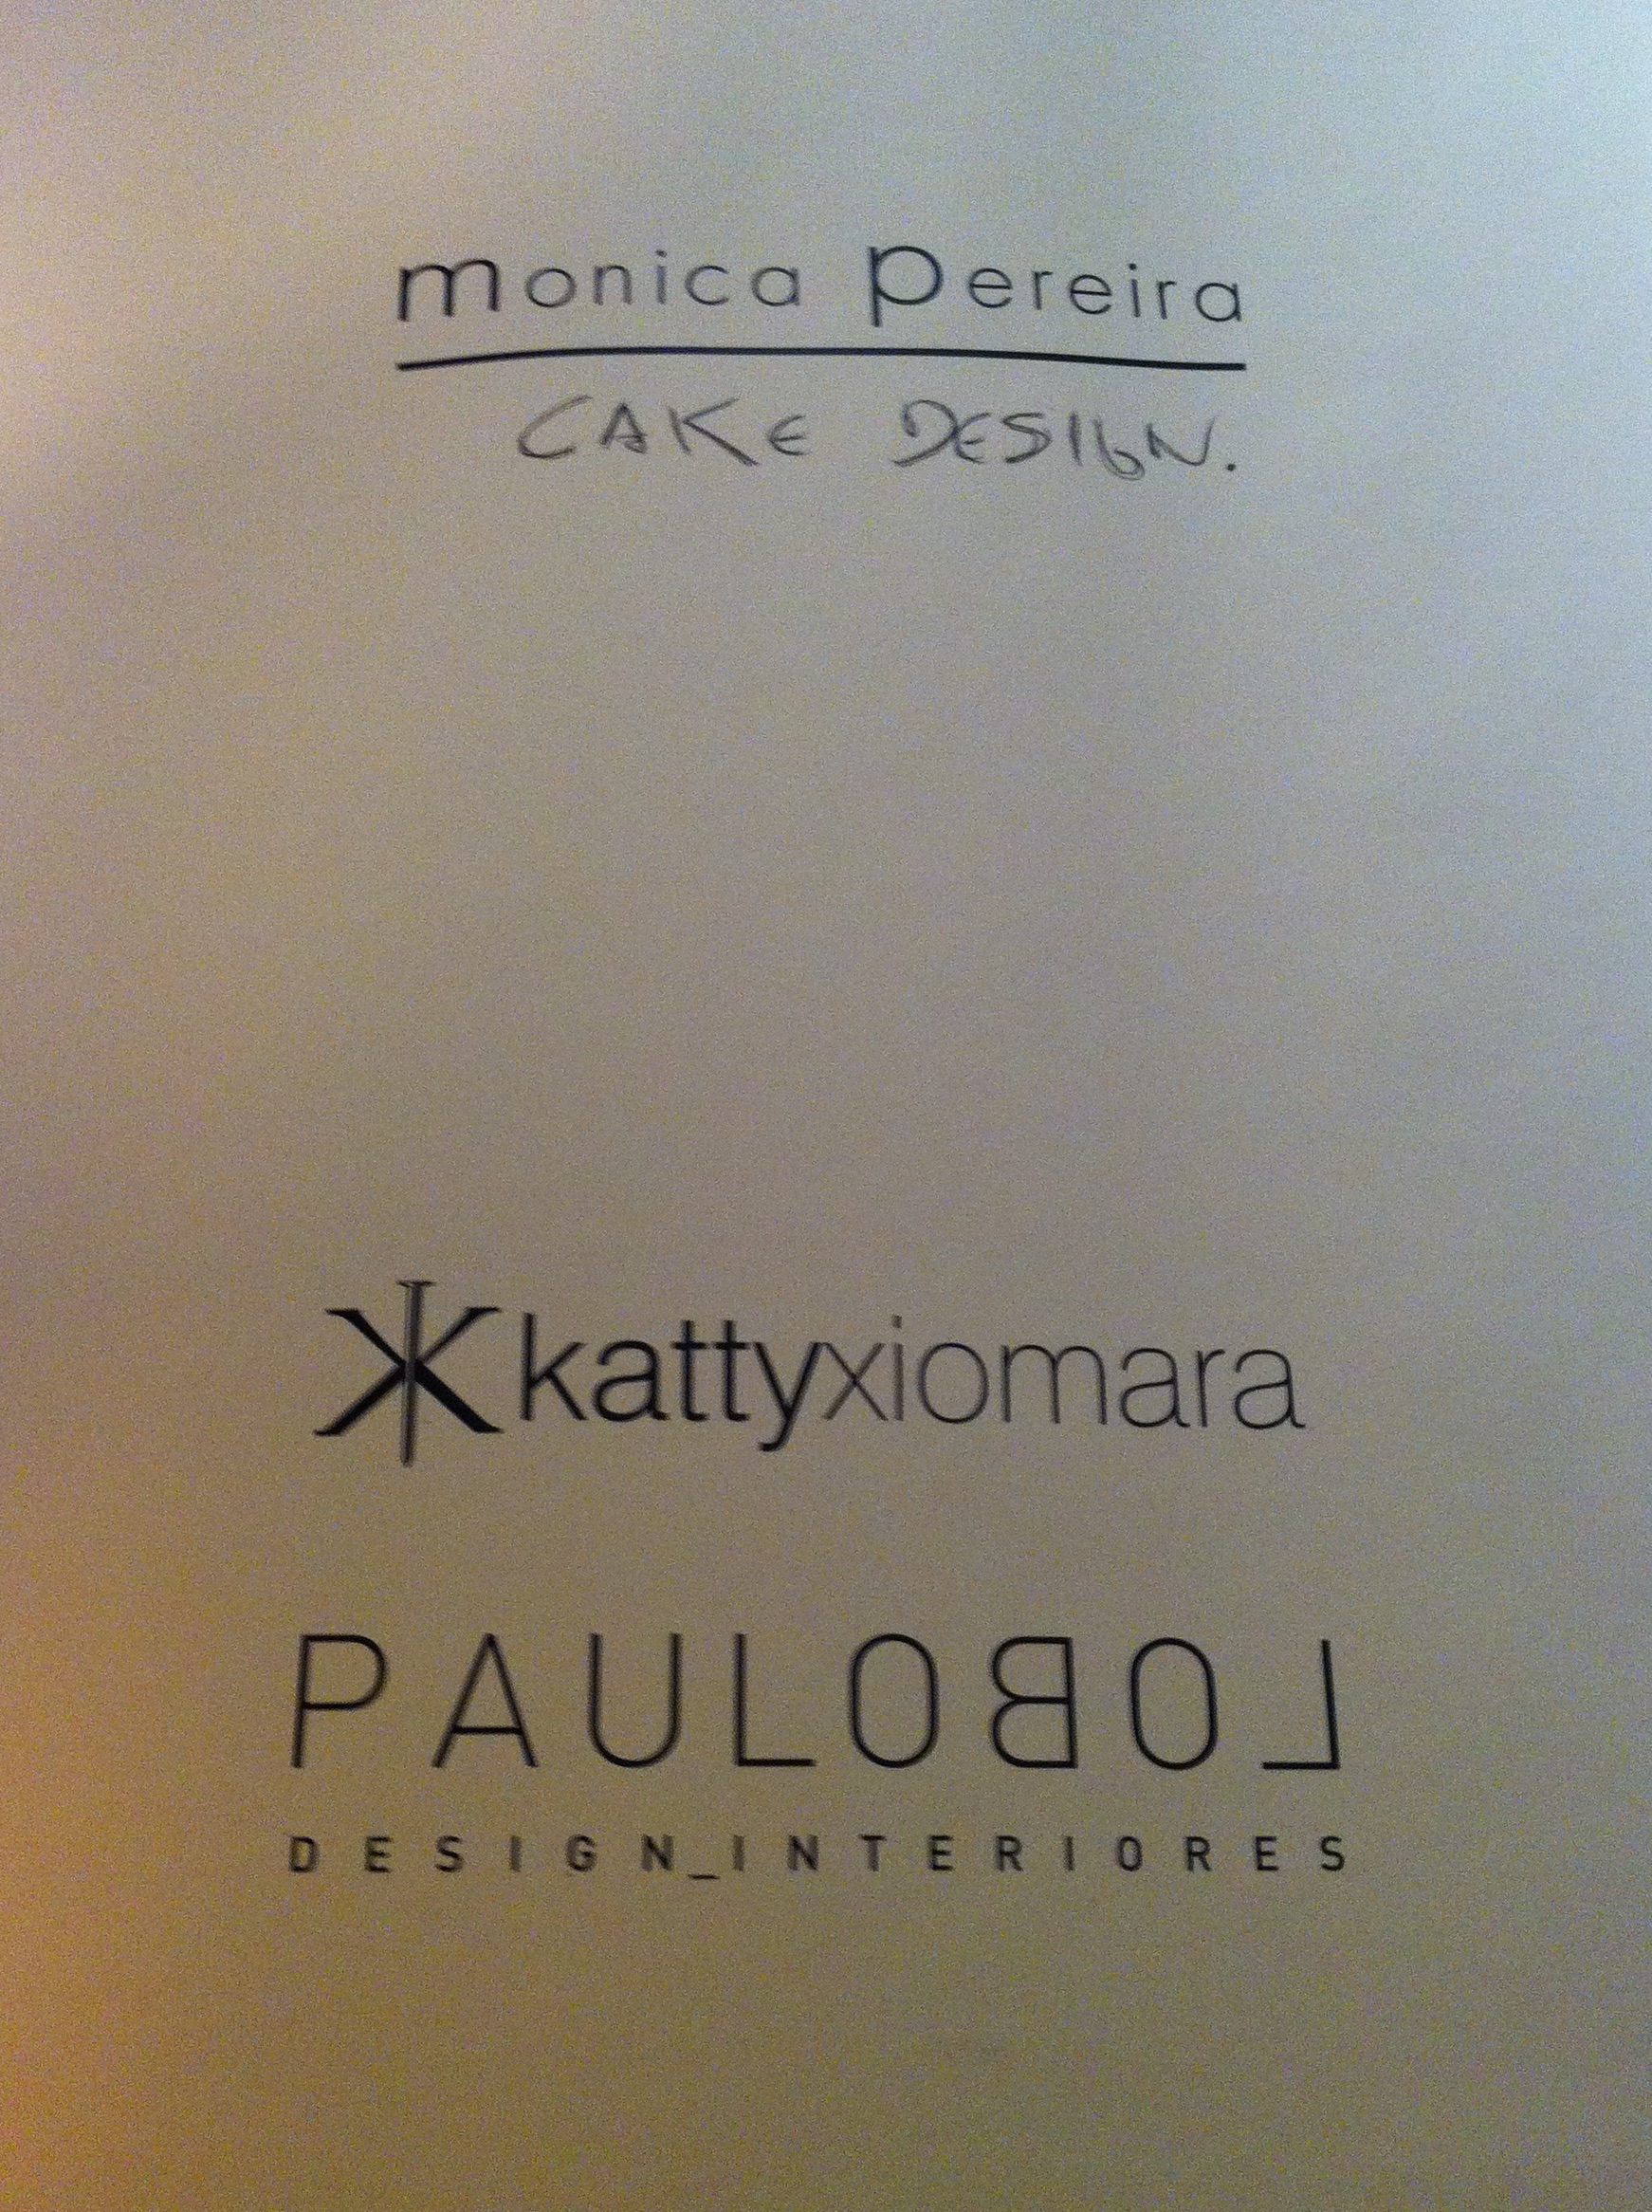 monica Pereira
CAKE DESIGN.
kattyxiomara
PAULOBOL
DESIGN_INTERIORES